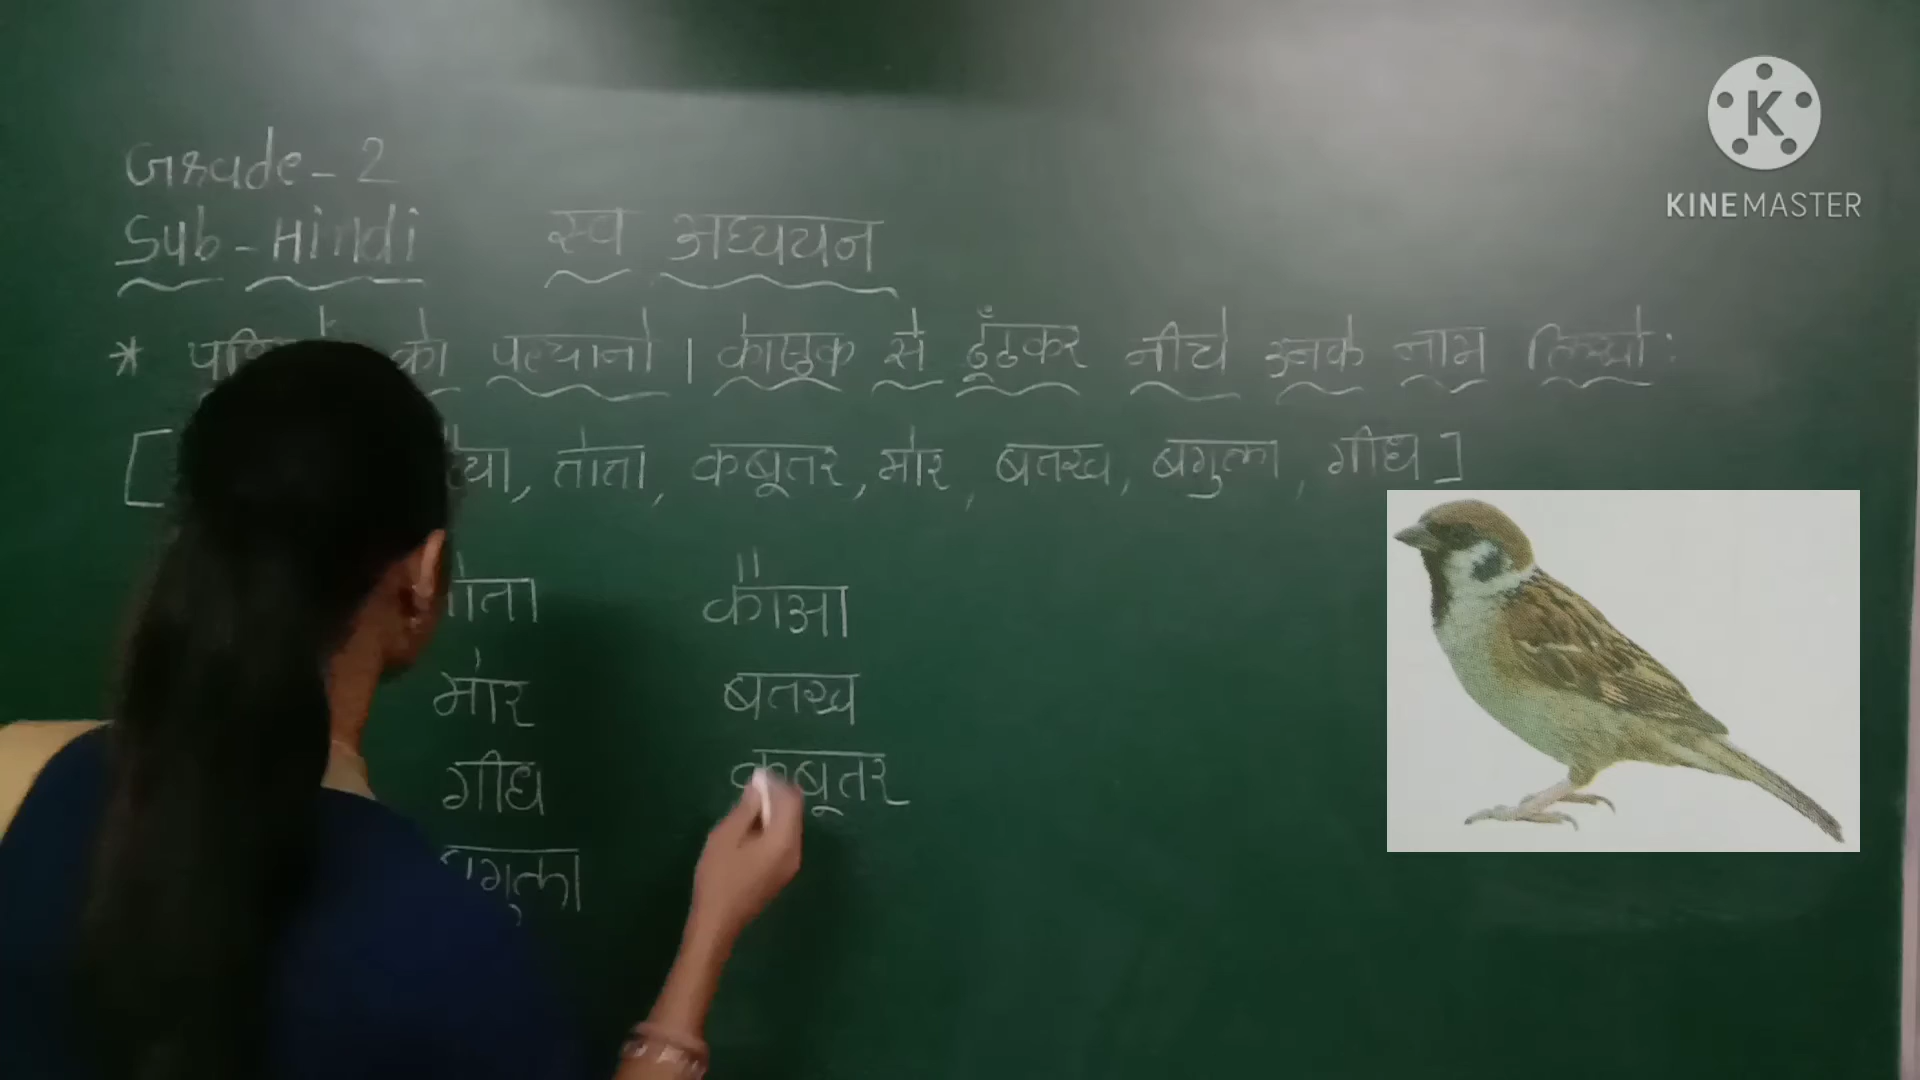 Grade - 2
Sub - Hindi स्व अध्ययन
* को पहचानो | कोष्ठक से ढूँढकर नीचे उनके नाम लिखो :
[ तोता, कबूतर, मोर, बतख, बगुला, गीध ]
कौआ
मोर बतख
गीध कबूतर
KINEMASTER